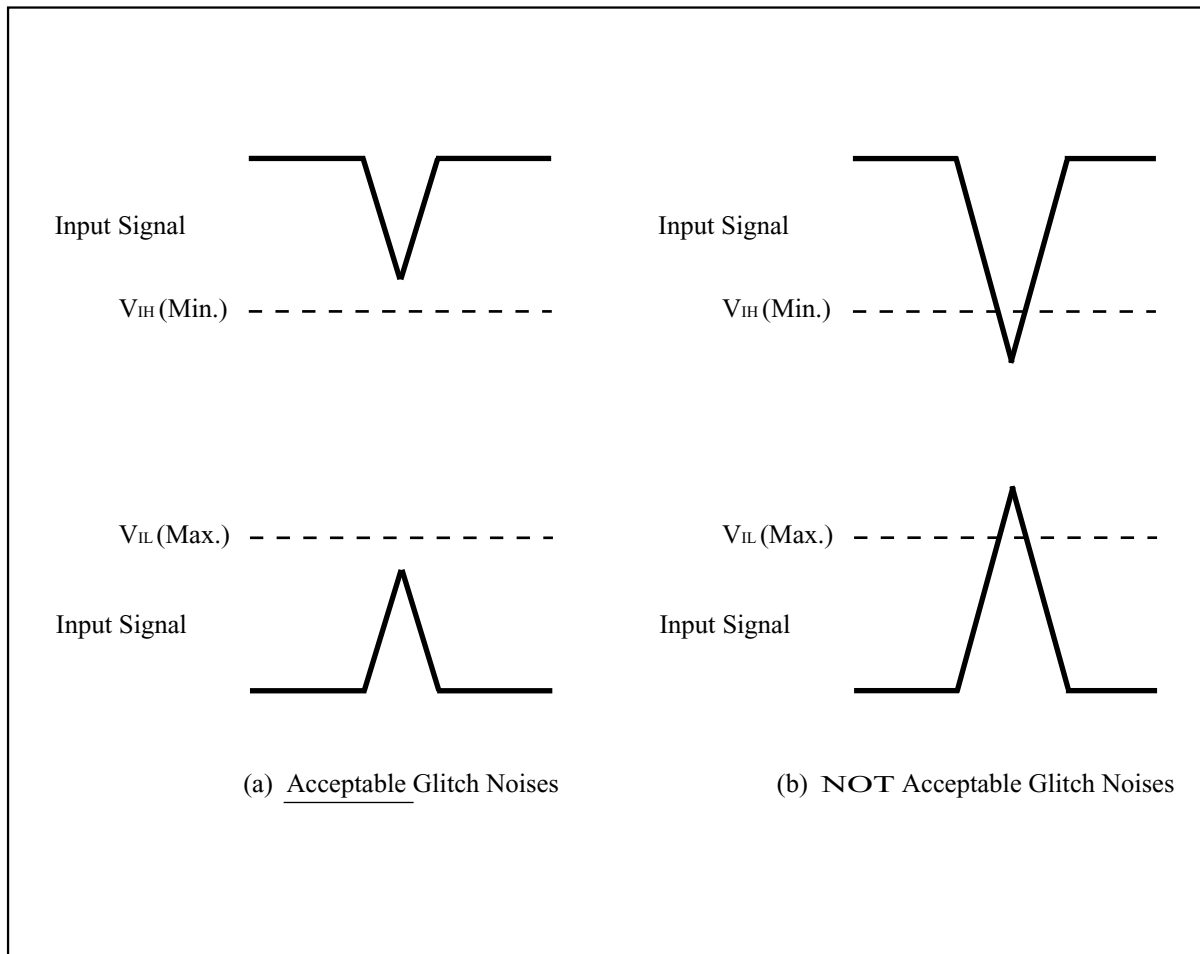 Input Signal
VIH (Min.)
VIL (Max.)
Input Signal
(a) Acceptable Glitch Noises
Input Signal
VIH (Min.)
VIL (Max.)
Input Signal
(b) NOT Acceptable Glitch Noises